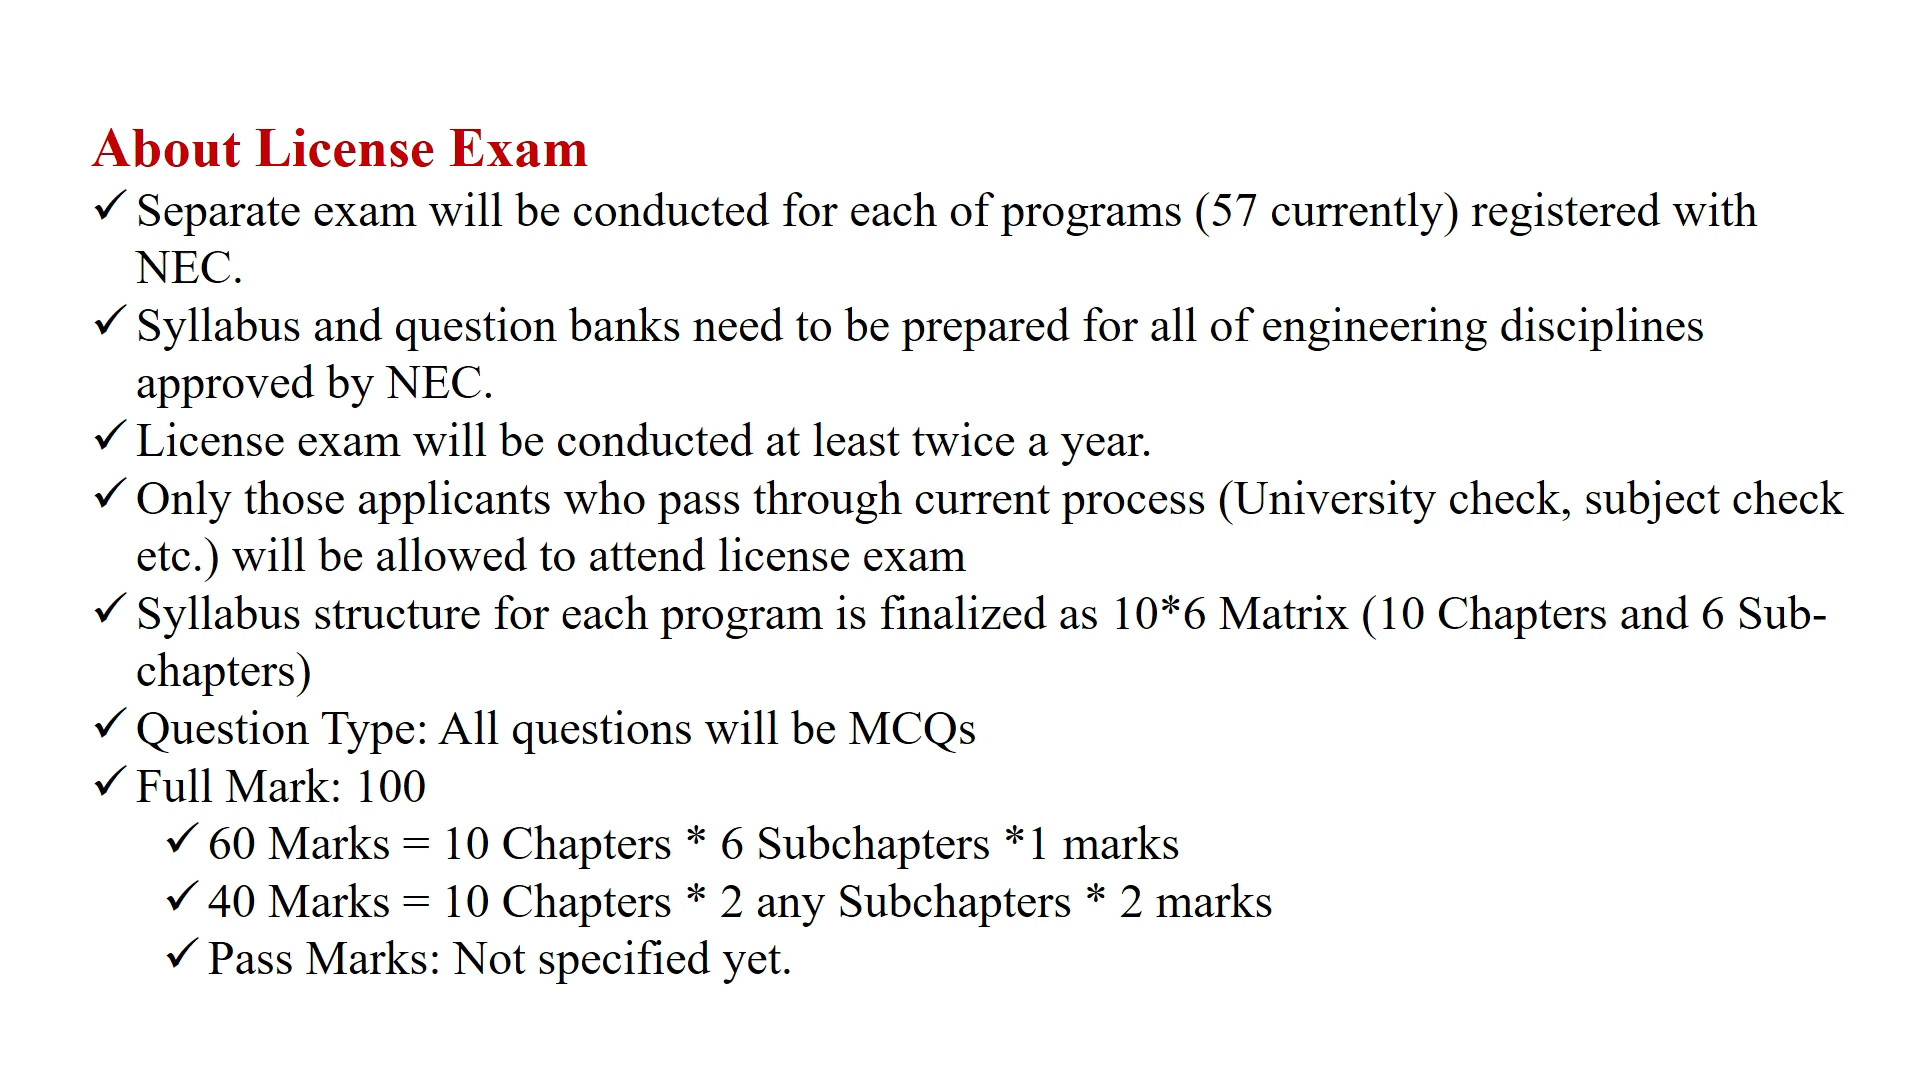 About License Exam
✓ Separate exam will be conducted for each of programs (57 currently) registered with
NEC.
✓ Syllabus and question banks need to be prepared for all of engineering disciplines
approved by NEC.
✓ License exam will be conducted at least twice a year.
✓ Only those applicants who pass through current process (University check, subject check
etc.) will be allowed to attend license exam
✓ Syllabus structure for each program is finalized as 10*6 Matrix (10 Chapters and 6 Sub-
chapters)
✓ Question Type: All questions will be MCQs
✓ Full Mark: 100
✓ 60 Marks = 10 Chapters * 6 Subchapters *1 marks
✓ 40 Marks = 10 Chapters * 2 any Subchapters * 2 marks
✓ Pass Marks: Not specified yet.